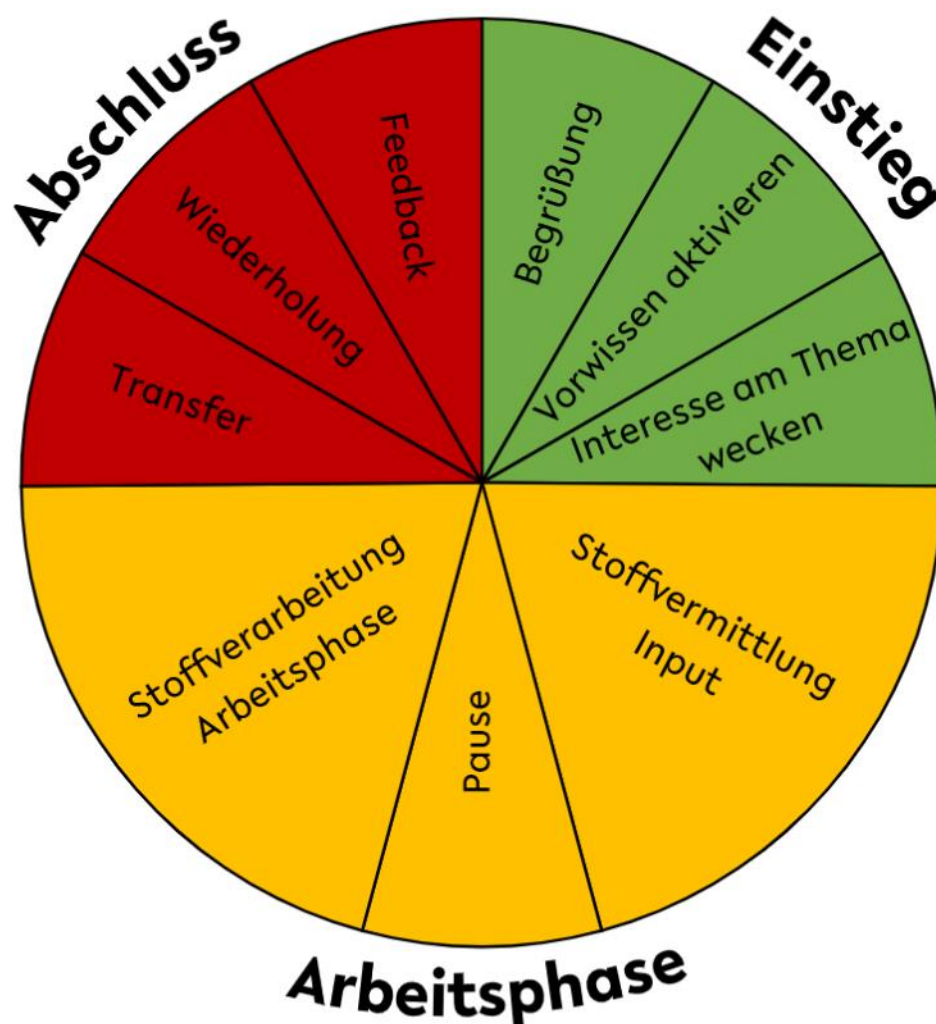 Einstieg
Begrüßung
Vorwissen aktivieren
Interesse am Thema
wecken
Stoffvermittlung
Input
Pause
Stoffverarbeitung
Arbeitsphase
Arbeitsphase
Transfer
Wiederholung
Feedback
Abschluss